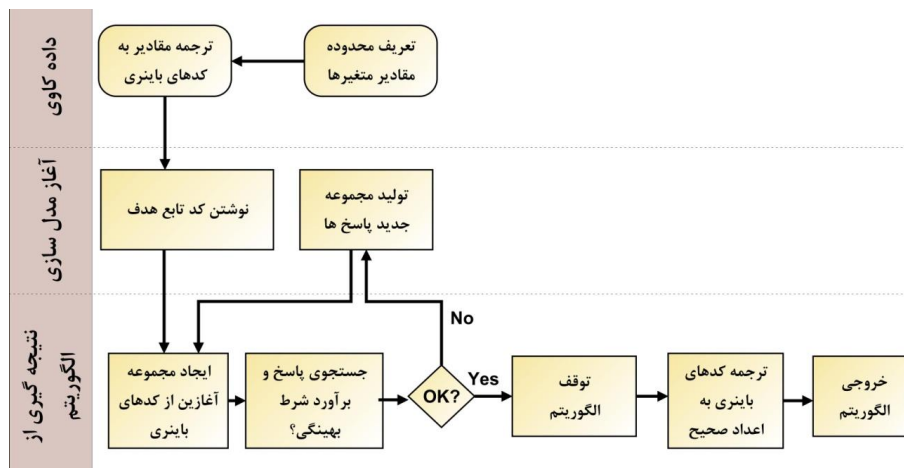 داده کاوی
تعریف محدوده
مقادیر متغیرها
ترجمه مقادیر به
کدهای باینری
آغاز مدل سازی
نوشتن کد تابع هدف
تولید مجموعه
جدید پاسخ ها
نتیجه گیری از
الگوریتم
ایجاد مجموعه
آغازین از کدهای
باینری
جستجوی پاسخ و
برآورد شرط
بهینگی؟
OK?
No
Yes
توقف
الگوریتم
ترجمه کدهای
باینری به
اعداد صحیح
خروجی
الگوریتم